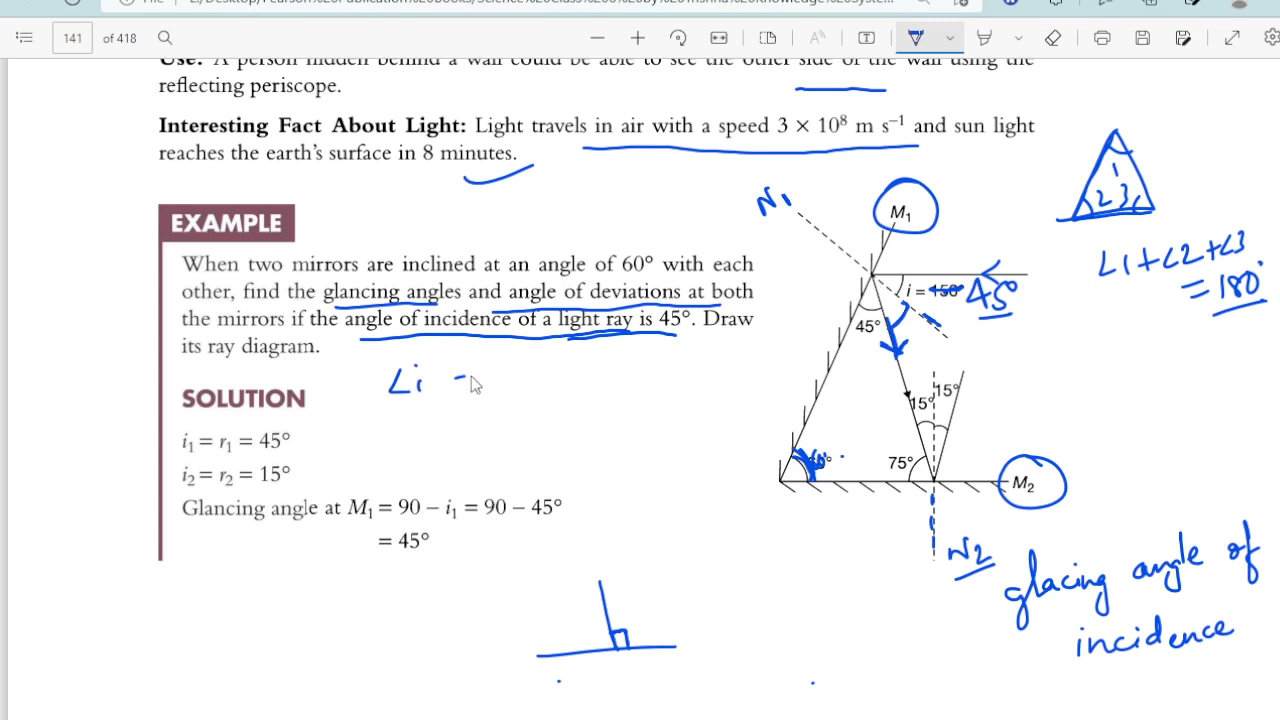 141 of 418
Use: A person hidden behind a wall could be able to see the other side of the wall using the
reflecting periscope.
Interesting Fact About Light: Light travels in air with a speed 3 × 10⁸ m s⁻¹ and sun light
reaches the earth's surface in 8 minutes.
EXAMPLE
When two mirrors are inclined at an angle of 60° with each
other, find the glancing angles and angle of deviations at both
the mirrors if the angle of incidence of a light ray is 45°. Draw
its ray diagram.
∠i -
SOLUTION
i₁ = r₁ = 45°
i₂ = r₂ = 15°
Glancing angle at M₁ = 90 – i₁ = 90 – 45°
= 45°
N1
M₁
i = 45°
45°
15°
15°
75°
M₂
N2
1
2 3
∠1+∠2+∠3
= 180°
glacing angle of
incidence